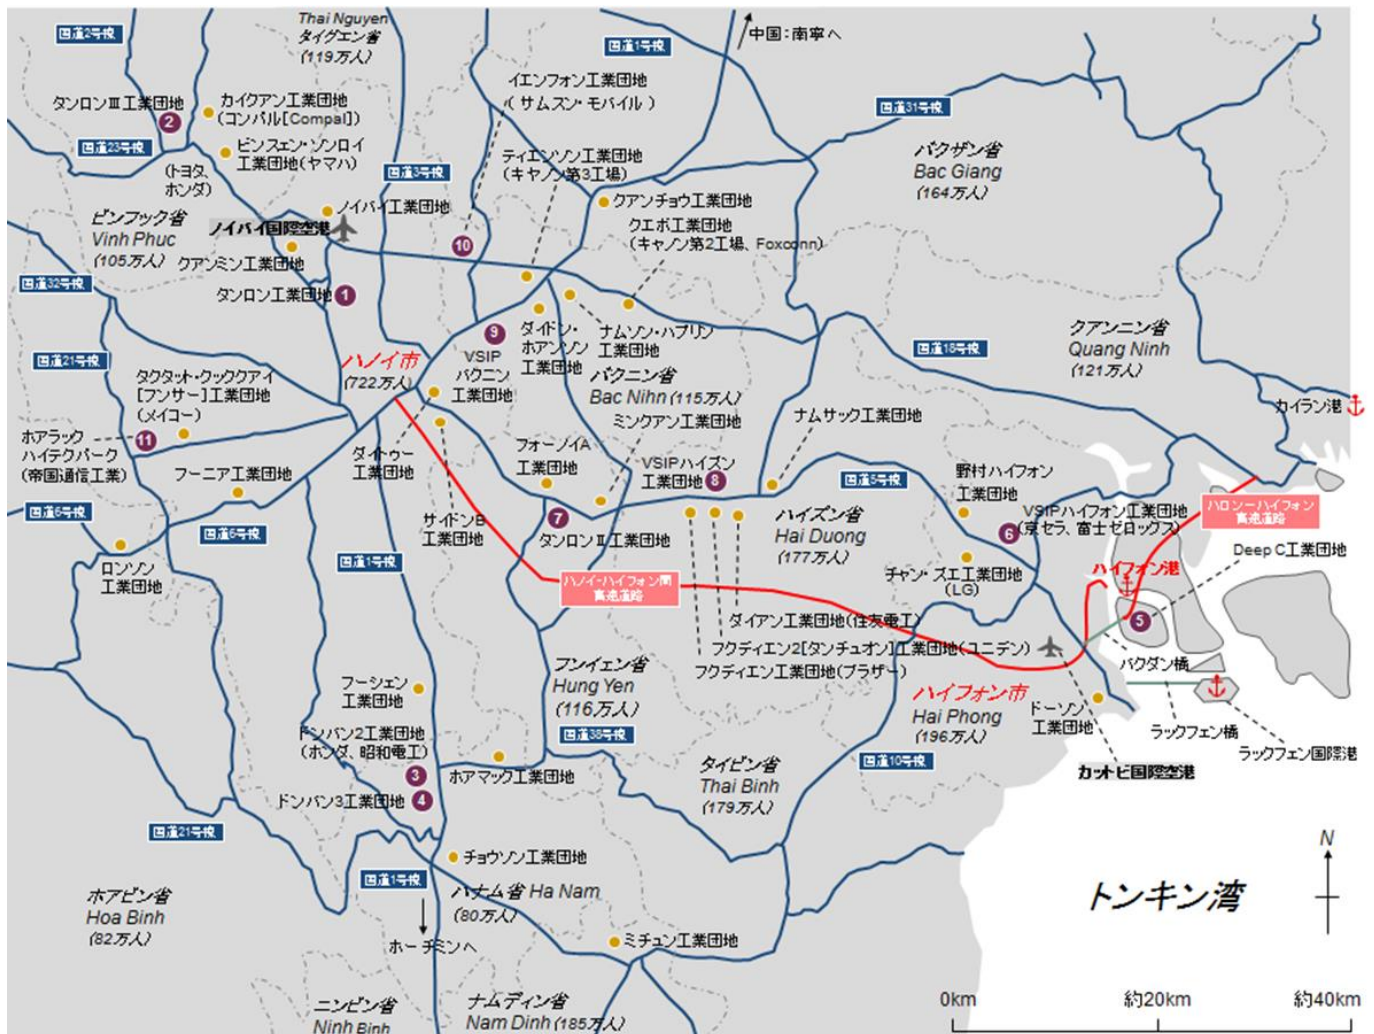 国道2号線
Thai Nguyen
タイグエン省
(119万人)
国道1号線
中国：南寧へ
タンロンⅢ工業団地
2
カイクアン工業団地
(コンパル[Compal])
イエンフォン工業団地
( サムスン・モバイル )
国道31号線
国道23号線
ビンスェン・ゾンロイ
工業団地(ヤマハ)
ティエンソン工業団地
(キヤノン第3工場)
国道3号線
バクザン省
Bac Giang
(164万人)
(トヨタ、
ホンダ)
ノイバイ工業団地
クアンチョウ工業団地
ビンフック省
Vinh Phuc
(105万人)
ノイバイ国際空港
クエボ工業団地
(キャノン第2工場、Foxconn)
10
クアンミン工業団地
国道32号線
タンロン工業団地
1
9
VSIP
バクニン
工業団地
ダイドン・
ホアンソン
工業団地
ナムソン・ハプリン
工業団地
クアンニン省
Quang Ninh
(121万人)
国道18号線
国道21号線
ハノイ市
(722万人)
タクタット・クッククアイ
[フンサー]工業団地
(メイコー)
バクニン省
Bac Nihn (115万人)
カイラン港
ホアラック
ハイテクパーク
(帝国通信工業)
11
ミンクアン工業団地
ナムサック工業団地
ダイトゥー
工業団地
フォーノイA
工業団地
VSIPハイズン
工業団地
8
国道5号線
野村ハイフォン
工業団地
フーニア工業団地
ハロン－ハイフォン
高速道路
国道6号線
国道6号線
サイドンB
工業団地
7
タンロンⅡ工業団地
ハイズン省
Hai Duong
(177万人)
6
VSIPハイフォン工業団地
(京セラ、富士ゼロックス)
Deep C工業団地
ロンソン
工業団地
国道1号線
ハノイ-ハイフォン間
高速道路
チャン・ズエ工業団地
(LG)
ハイフォン港
5
ダイアン工業団地(住友電工)
フクディエン2[タンチュオン]工業団地(ユニデン)
フクディエン工業団地(ブラザー)
バクダン橋
フンイェン省
Hung Yen
(116万人)
フーシェン
工業団地
ハイフォン市
Hai Phong
(196万人)
ドーソン
工業団地
ラックフェン橋
ラックフェン国際港
ドンバン2工業団地
(ホンダ、昭和電工)
3
国道38号線
ホアマック工業団地
タイビン省
Thai Binh
(179万人)
国道10号線
カットビ国際空港
ドンバン3工業団地
4
国道21号線
チョウソン工業団地
N
ホアビン省
Hoa Binh
(82万人)
国道1号線
ハナム省 Ha Nam
(80万人)
トンキン湾
ホーチミンへ
ミチュン工業団地
ニンビン省
Ninh Binh
ナムディン省
Nam Dinh (185万人)
0km
約20km
約40km